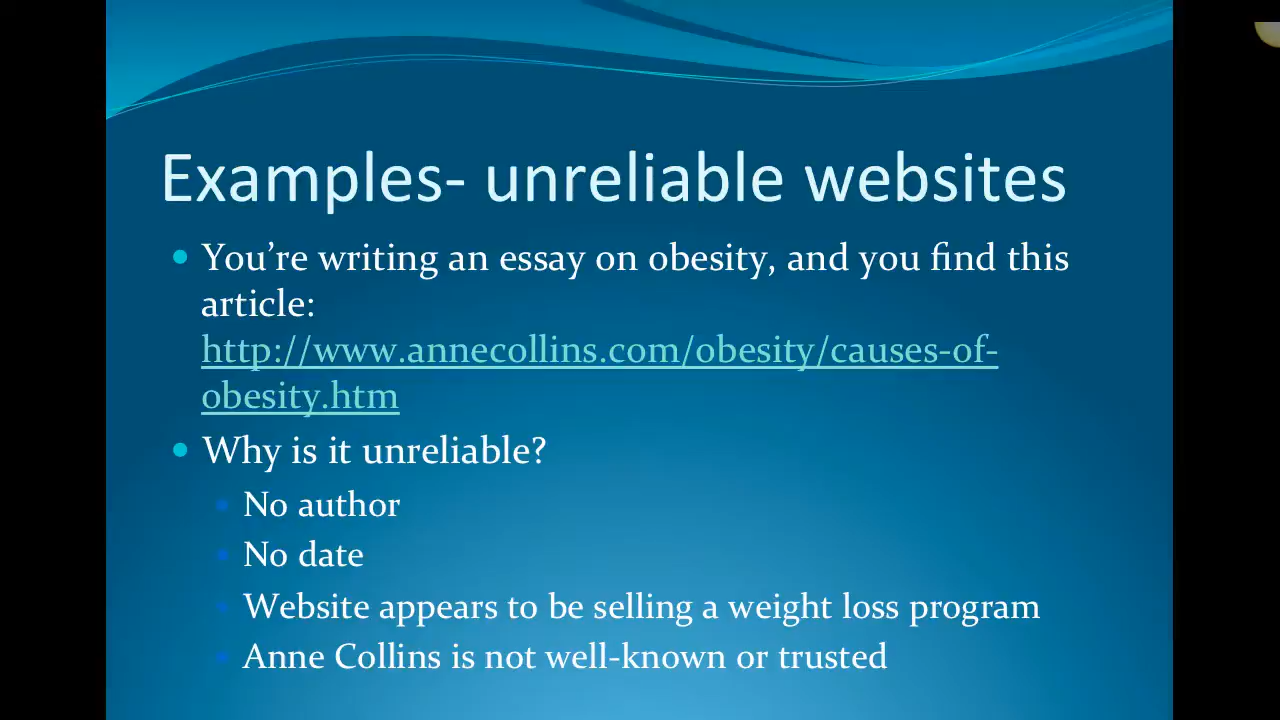 Examples- unreliable websites
• You’re writing an essay on obesity, and you find this
article:
http://www.annecollins.com/obesity/causes-of-
obesity.htm
• Why is it unreliable?
• No author
• No date
• Website appears to be selling a weight loss program
• Anne Collins is not well-known or trusted